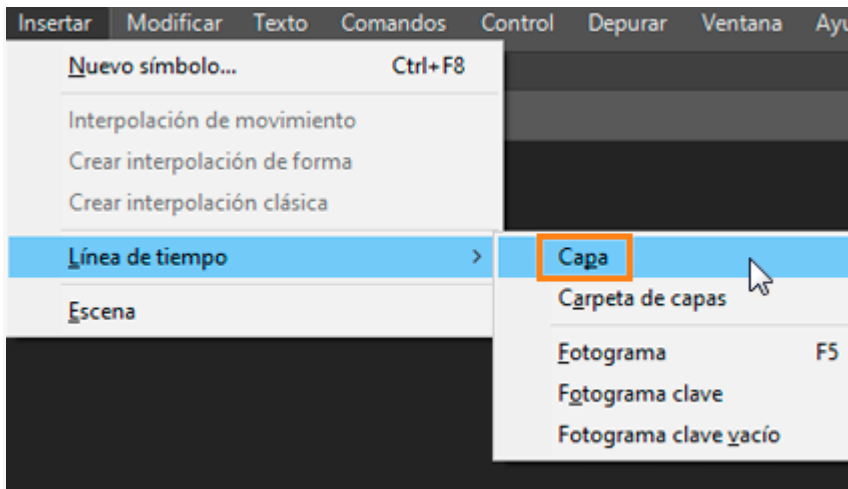 Insertar Modificar Texto Comandos Control Depurar Ventana
Nuevo símbolo... Ctrl+F8
Interpolación de movimiento
Crear interpolación de forma
Crear interpolación clásica
Línea de tiempo > Capa
Carpeta de capas
Escena
Fotograma F5
Fotograma clave
Fotograma clave vacío